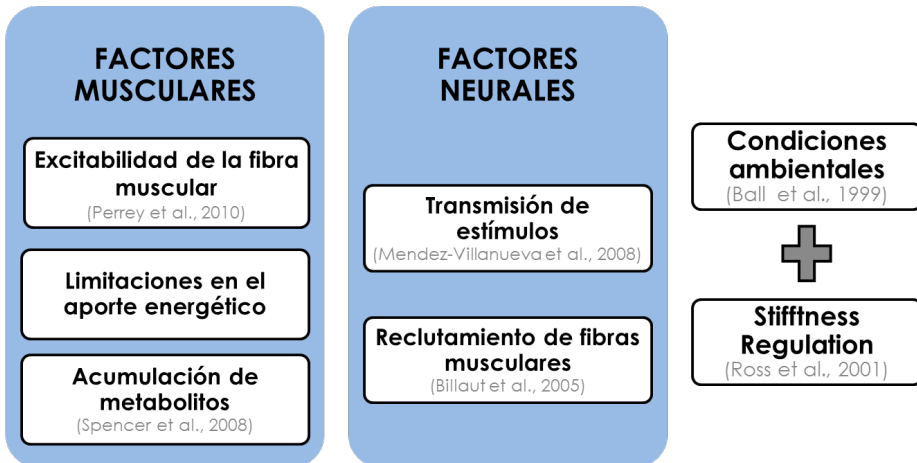 FACTORES
MUSCULARES
Excitabilidad de la fibra
muscular
(Perrey et al., 2010)
Limitaciones en el
aporte energético
Acumulación de
metabolitos
(Spencer et al., 2008)
FACTORES
NEURALES
Transmisión de
estímulos
(Mendez-Villanueva et al., 2008)
Reclutamiento de fibras
musculares
(Billaut et al., 2005)
Condiciones
ambientales
(Ball et al., 1999)
Stifftness
Regulation
(Ross et al., 2001)